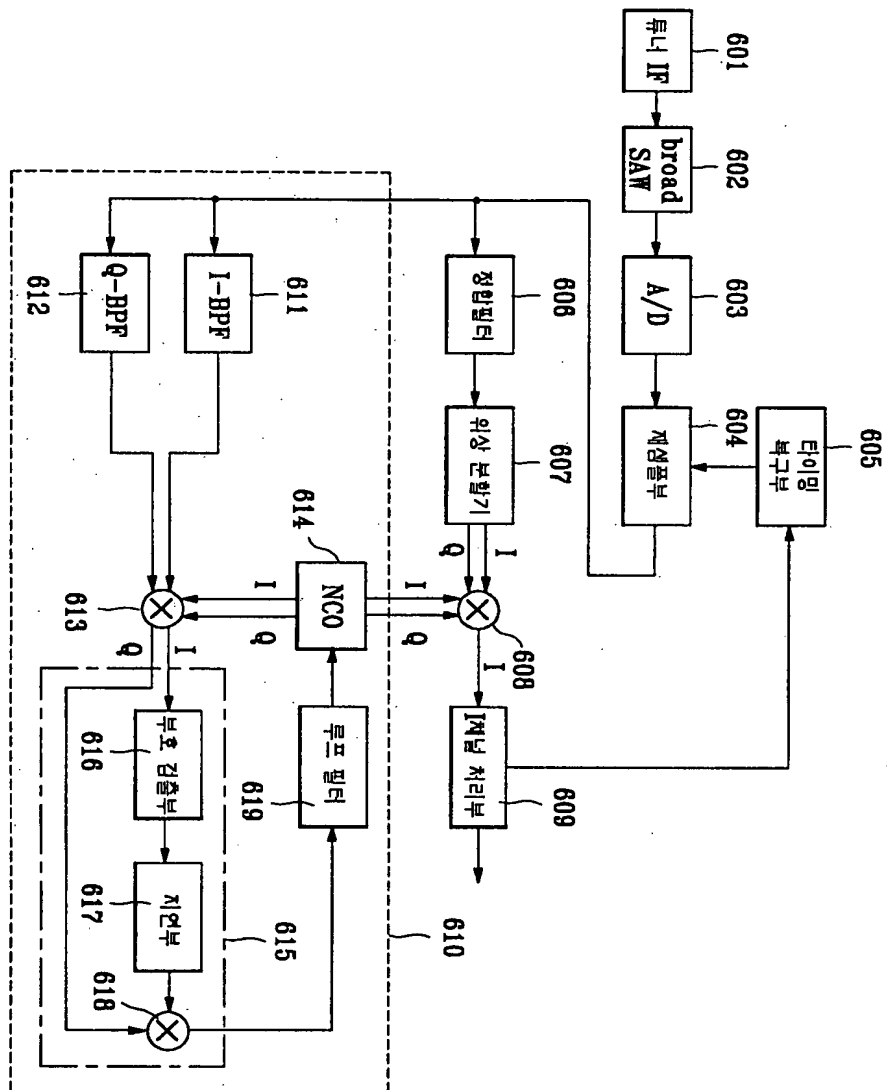 601
튜너 IF
602
broad
SAW
603
A/D
604
재샘플부
605
타이밍
복구부
606
정합필터
607
위상 분할기
I
Q
608
I
I채널 처리부
609
610
611
I-BPF
612
Q-BPF
613
614
NCO
I
Q
I
Q
I
Q
615
616
부호 검출부
617
지연부
618
619
루프 필터